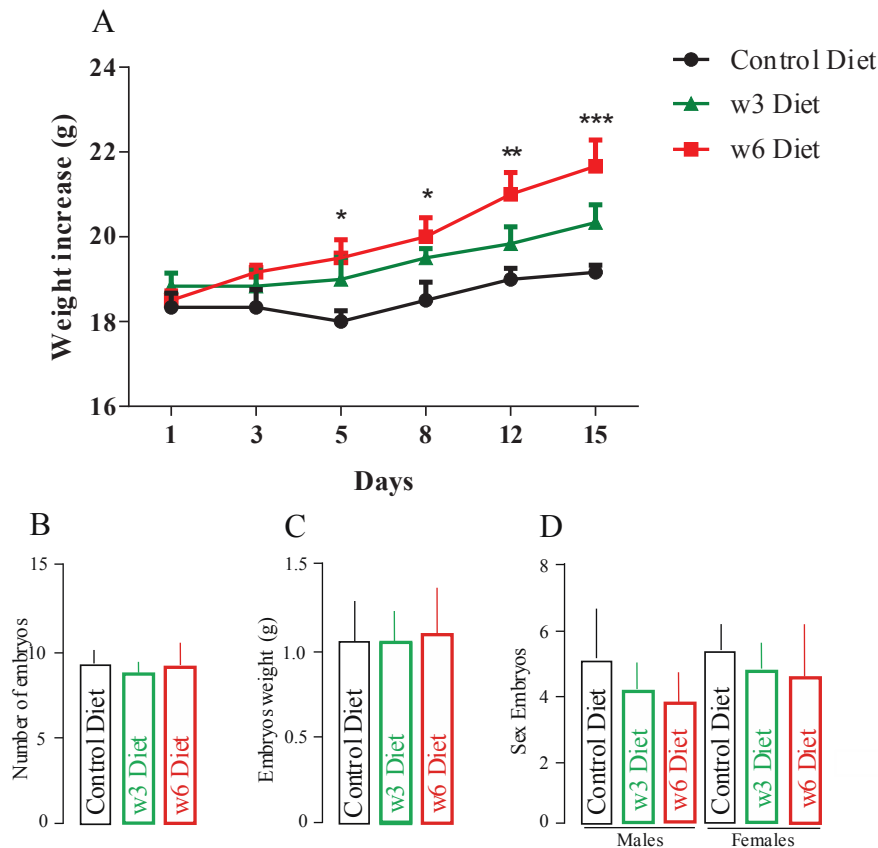 A
Weight increase (g)
24
22
20
18
16
* * ** ***
1 3 5 8 12 15
Days
Control Diet
w3 Diet
w6 Diet
B
Number of embryos
15
10
5
0
Control Diet
w3 Diet
w6 Diet
C
Embryos weight (g)
1.5
1.0
0.5
0
Control Diet
w3 Diet
w6 Diet
D
Sex Embryos
8
6
4
2
0
Control Diet
w3 Diet
w6 Diet
Control Diet
w3 Diet
w6 Diet
Males Females